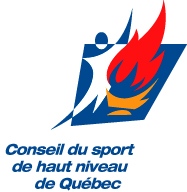 Conseil du sport
de haut niveau
de Québec